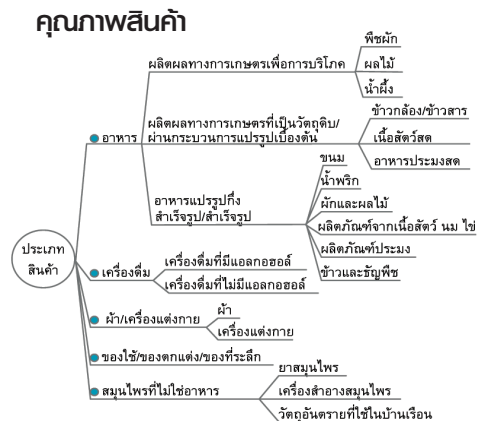 คุณภาพสินค้า
ประเภท
สินค้า
อาหาร
ผลิตผลทางการเกษตรเพื่อการบริโภค
พืชผัก
ผลไม้
น้ำผึ้ง
ผลิตผลทางการเกษตรที่เป็นวัตถุดิบ/
ผ่านกระบวนการแปรรูปเบื้องต้น
ข้าวกล้อง/ข้าวสาร
เนื้อสัตว์สด
อาหารประมงสด
อาหารแปรรูปกึ่ง
สำเร็จรูป/สำเร็จรูป
ขนม
น้ำพริก
ผักและผลไม้
ผลิตภัณฑ์จากเนื้อสัตว์ นม ไข่
ผลิตภัณฑ์ประมง
ข้าวและธัญพืช
เครื่องดื่ม
เครื่องดื่มที่มีแอลกอฮอล์
เครื่องดื่มที่ไม่มีแอลกอฮอล์
ผ้า/เครื่องแต่งกาย
ผ้า
เครื่องแต่งกาย
ของใช้/ของตกแต่ง/ของที่ระลึก
สมุนไพรที่ไม่ใช่อาหาร
ยาสมุนไพร
เครื่องสำอางสมุนไพร
วัตถุอันตรายที่ใช้ในบ้านเรือน